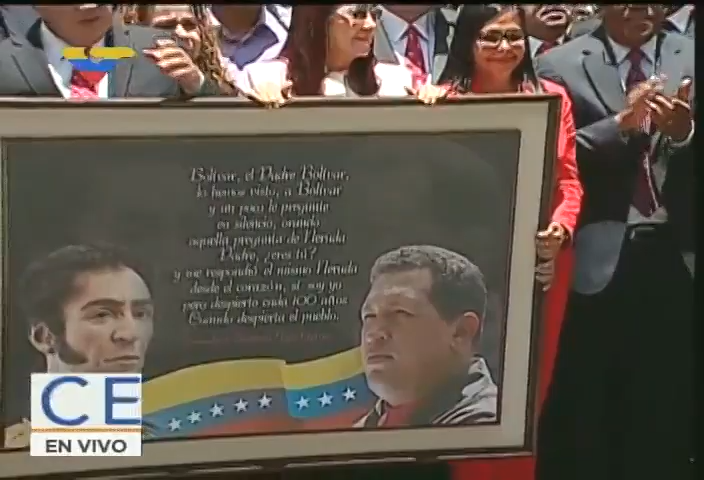 Bolívar, el Padre Bolívar,
lo hemos visto, a Bolívar
y un poco le pregunte
en silencio, orando
aquella pregunta de Neruda
Padre, ¿eres tú?
y me respondió el mismo Neruda
desde el corazón, si soy yo
pero despierto cada 100 años
Cuando despierta el pueblo.
CE
EN VIVO